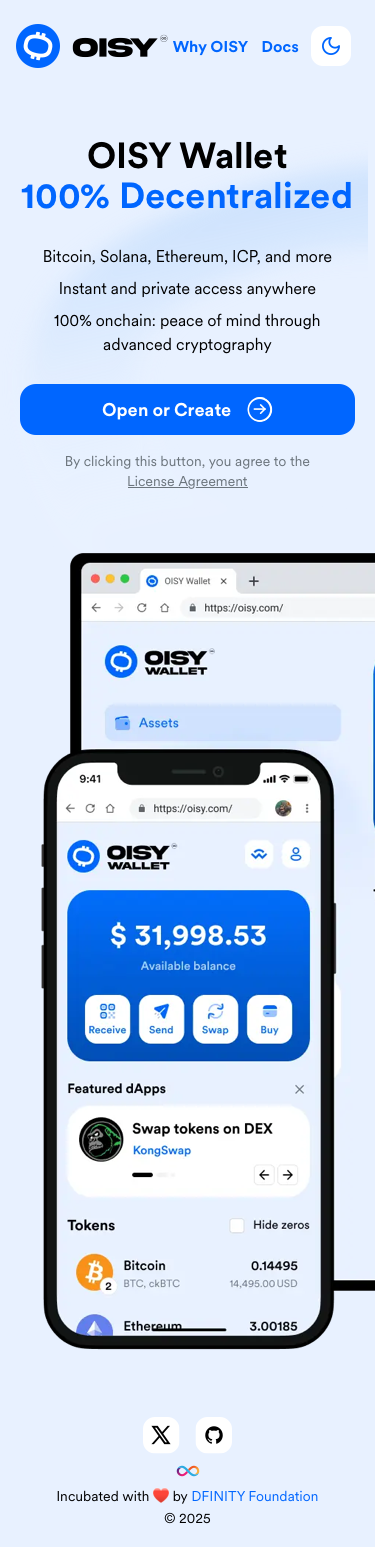 OISY Why OISY Docs
OISY Wallet
100% Decentralized
Bitcoin, Solana, Ethereum, ICP, and more
Instant and private access anywhere
100% onchain: peace of mind through
advanced cryptography
Open or Create
By clicking this button, you agree to the
License Agreement
OISY Wallet
https://oisy.com/
OISY
WALLET
Assets
9:41
https://oisy.com/
OISY
WALLET
$ 31,998.53
Available balance
Receive Send Swap Buy
Featured dApps
Swap tokens on DEX
KongSwap
Tokens Hide zeros
Bitcoin 0.14495
2 BTC, ckBTC 14,495.00 USD
Ethereum 3.00185
Incubated with ❤️ by DFINITY Foundation
© 2025